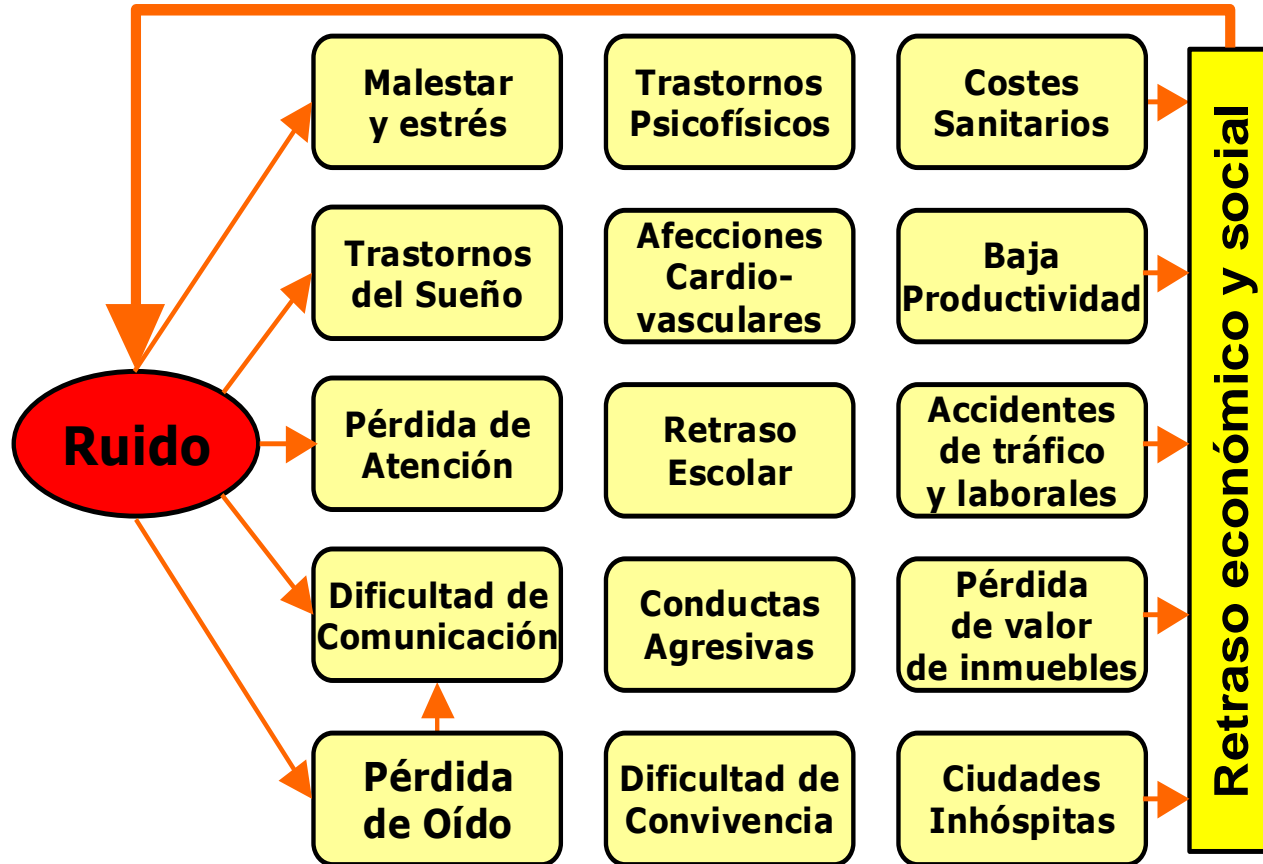 Malestar
y estrés
Trastornos
Psicofísicos
Costes
Sanitarios
Trastornos
del Sueño
Afecciones
Cardio-
vasculares
Baja
Productividad
Ruido
Pérdida de
Atención
Retraso
Escolar
Accidentes
de tráfico
y laborales
Dificultad de
Comunicación
Conductas
Agresivas
Pérdida
de valor
de inmuebles
Pérdida
de Oído
Dificultad de
Convivencia
Ciudades
Inhóspitas
Retraso económico y social